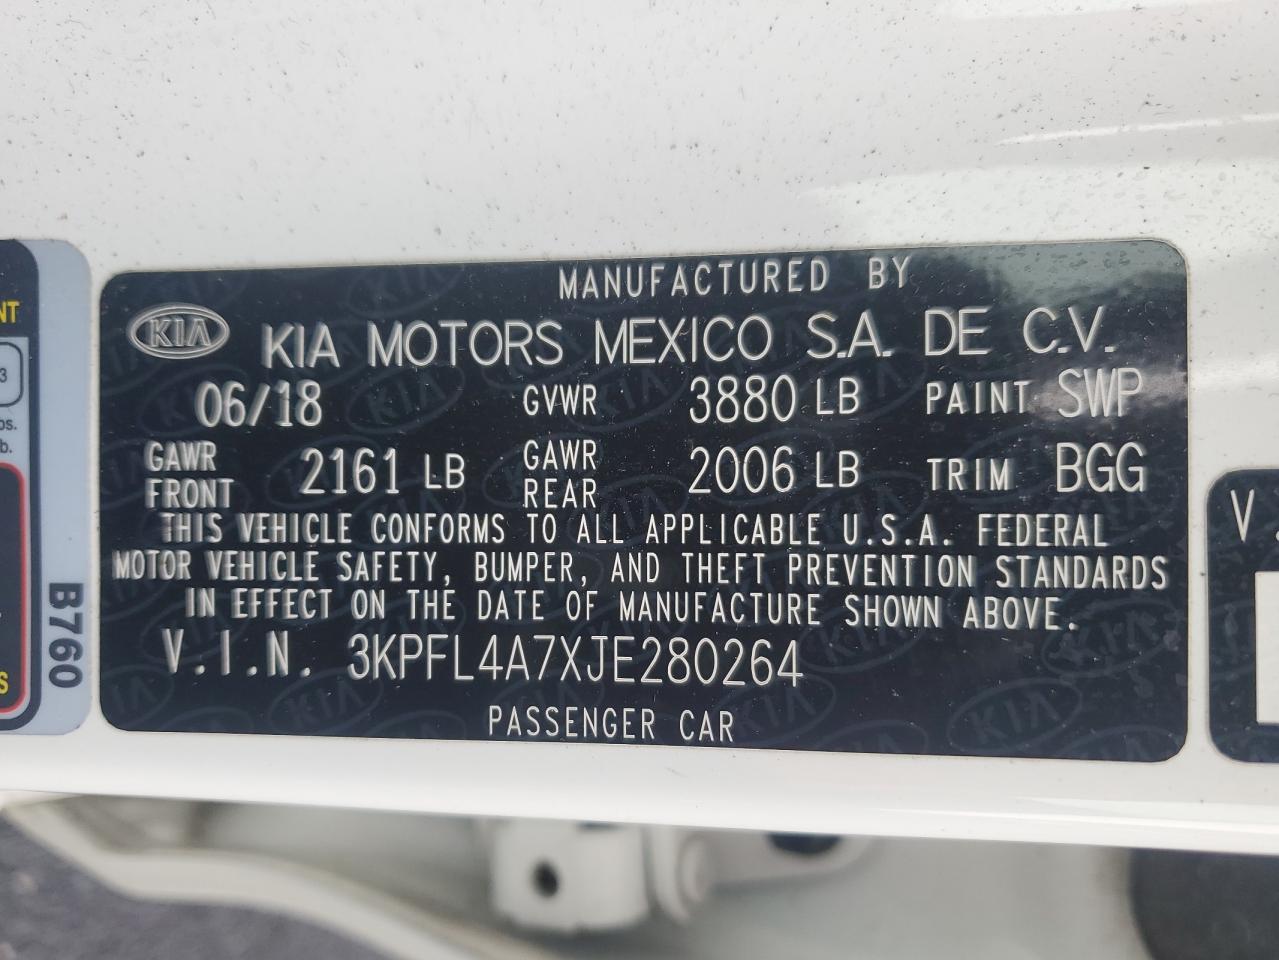 MANUFACTURED BY
KIA KIA MOTORS MEXICO S.A. DE C.V.
06/18 GVWR 3880 LB PAINT SWP
GAWR FRONT 2161 LB GAWR REAR 2006 LB TRIM BGG
THIS VEHICLE CONFORMS TO ALL APPLICABLE U.S.A. FEDERAL
MOTOR VEHICLE SAFETY, BUMPER, AND THEFT PREVENTION STANDARDS
IN EFFECT ON THE DATE OF MANUFACTURE SHOWN ABOVE.
V.I.N. 3KPFL4A7XJE280264
PASSENGER CAR
B760